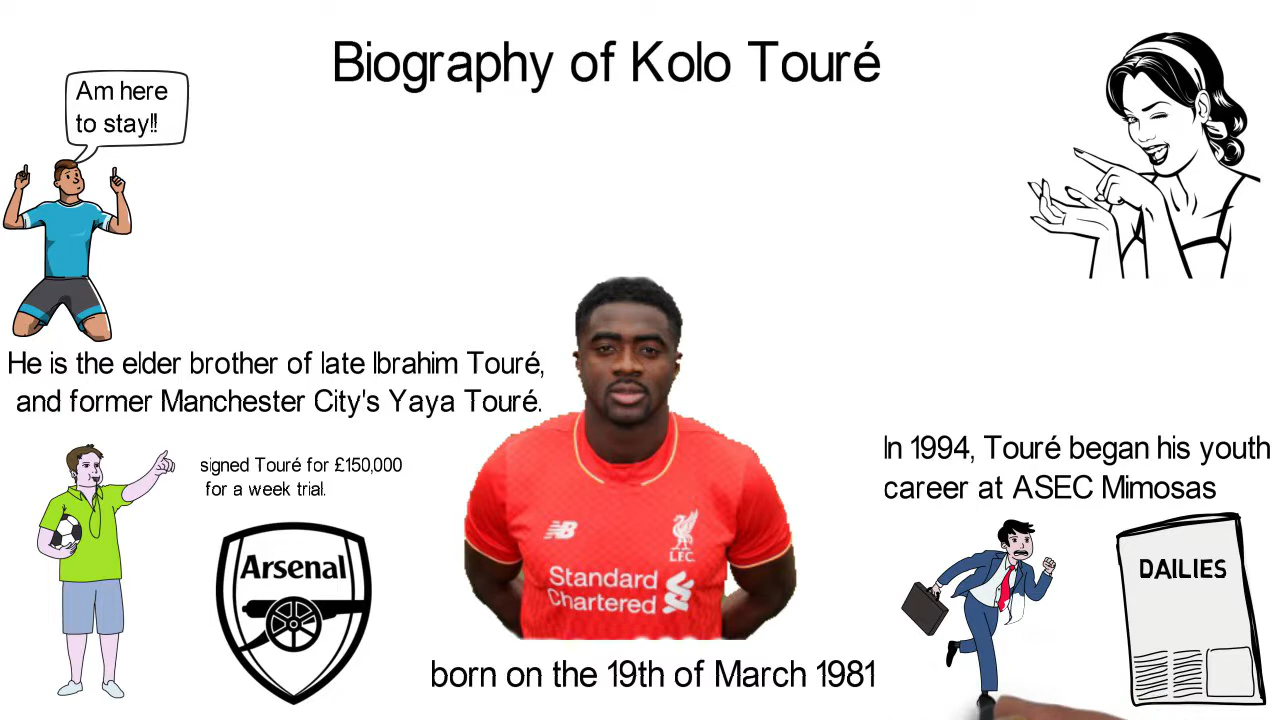 Biography of Kolo Touré
Am here
to stay!!
He is the elder brother of late Ibrahim Touré,
and former Manchester City's Yaya Touré.
signed Touré for £150,000
for a week trial.
Arsenal
L.F.C.
Standard
Chartered
In 1994, Touré began his youth
career at ASEC Mimosas
DAILIES
born on the 19th of March 1981